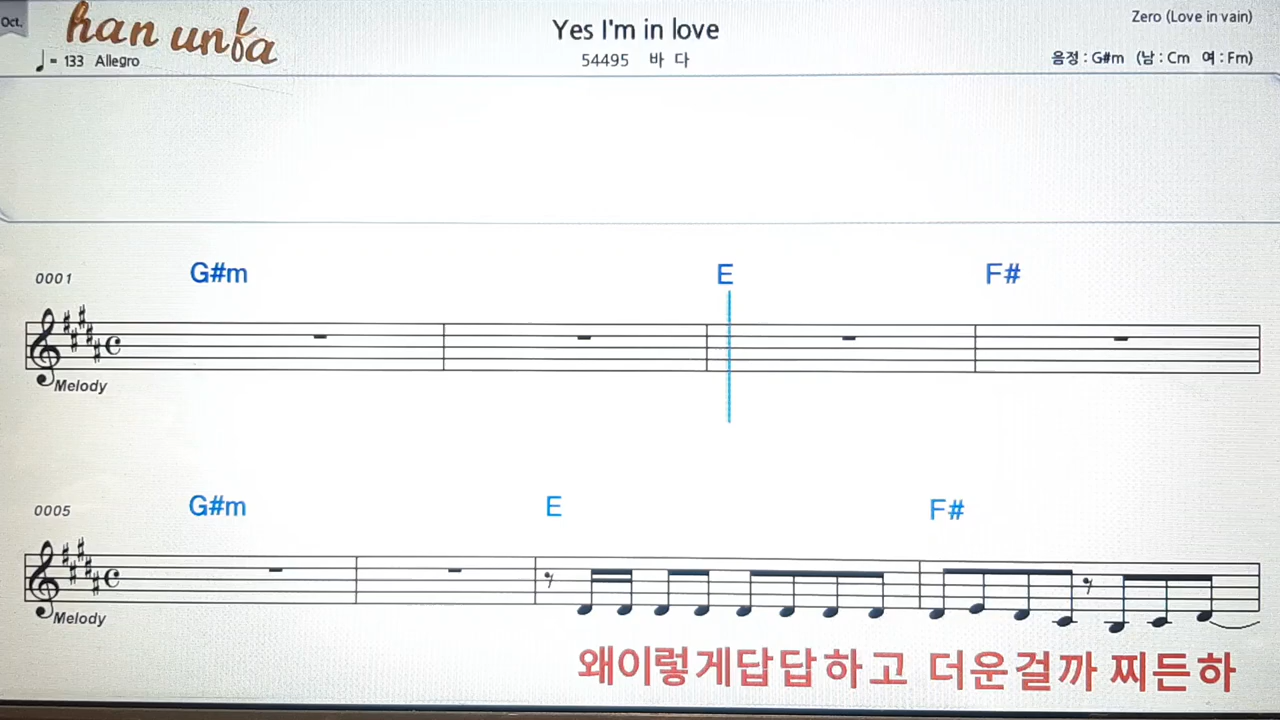 Oct.
han unfa
Yes I'm in love
Zero (Love in vain)
♩= 133 Allegro
54495 바 다
음정 : G#m (남 : Cm 여 : Fm)
0001
G#m E F#
Melody
0005
G#m E F#
Melody
왜이렇게답답하고 더운걸까 찌든하